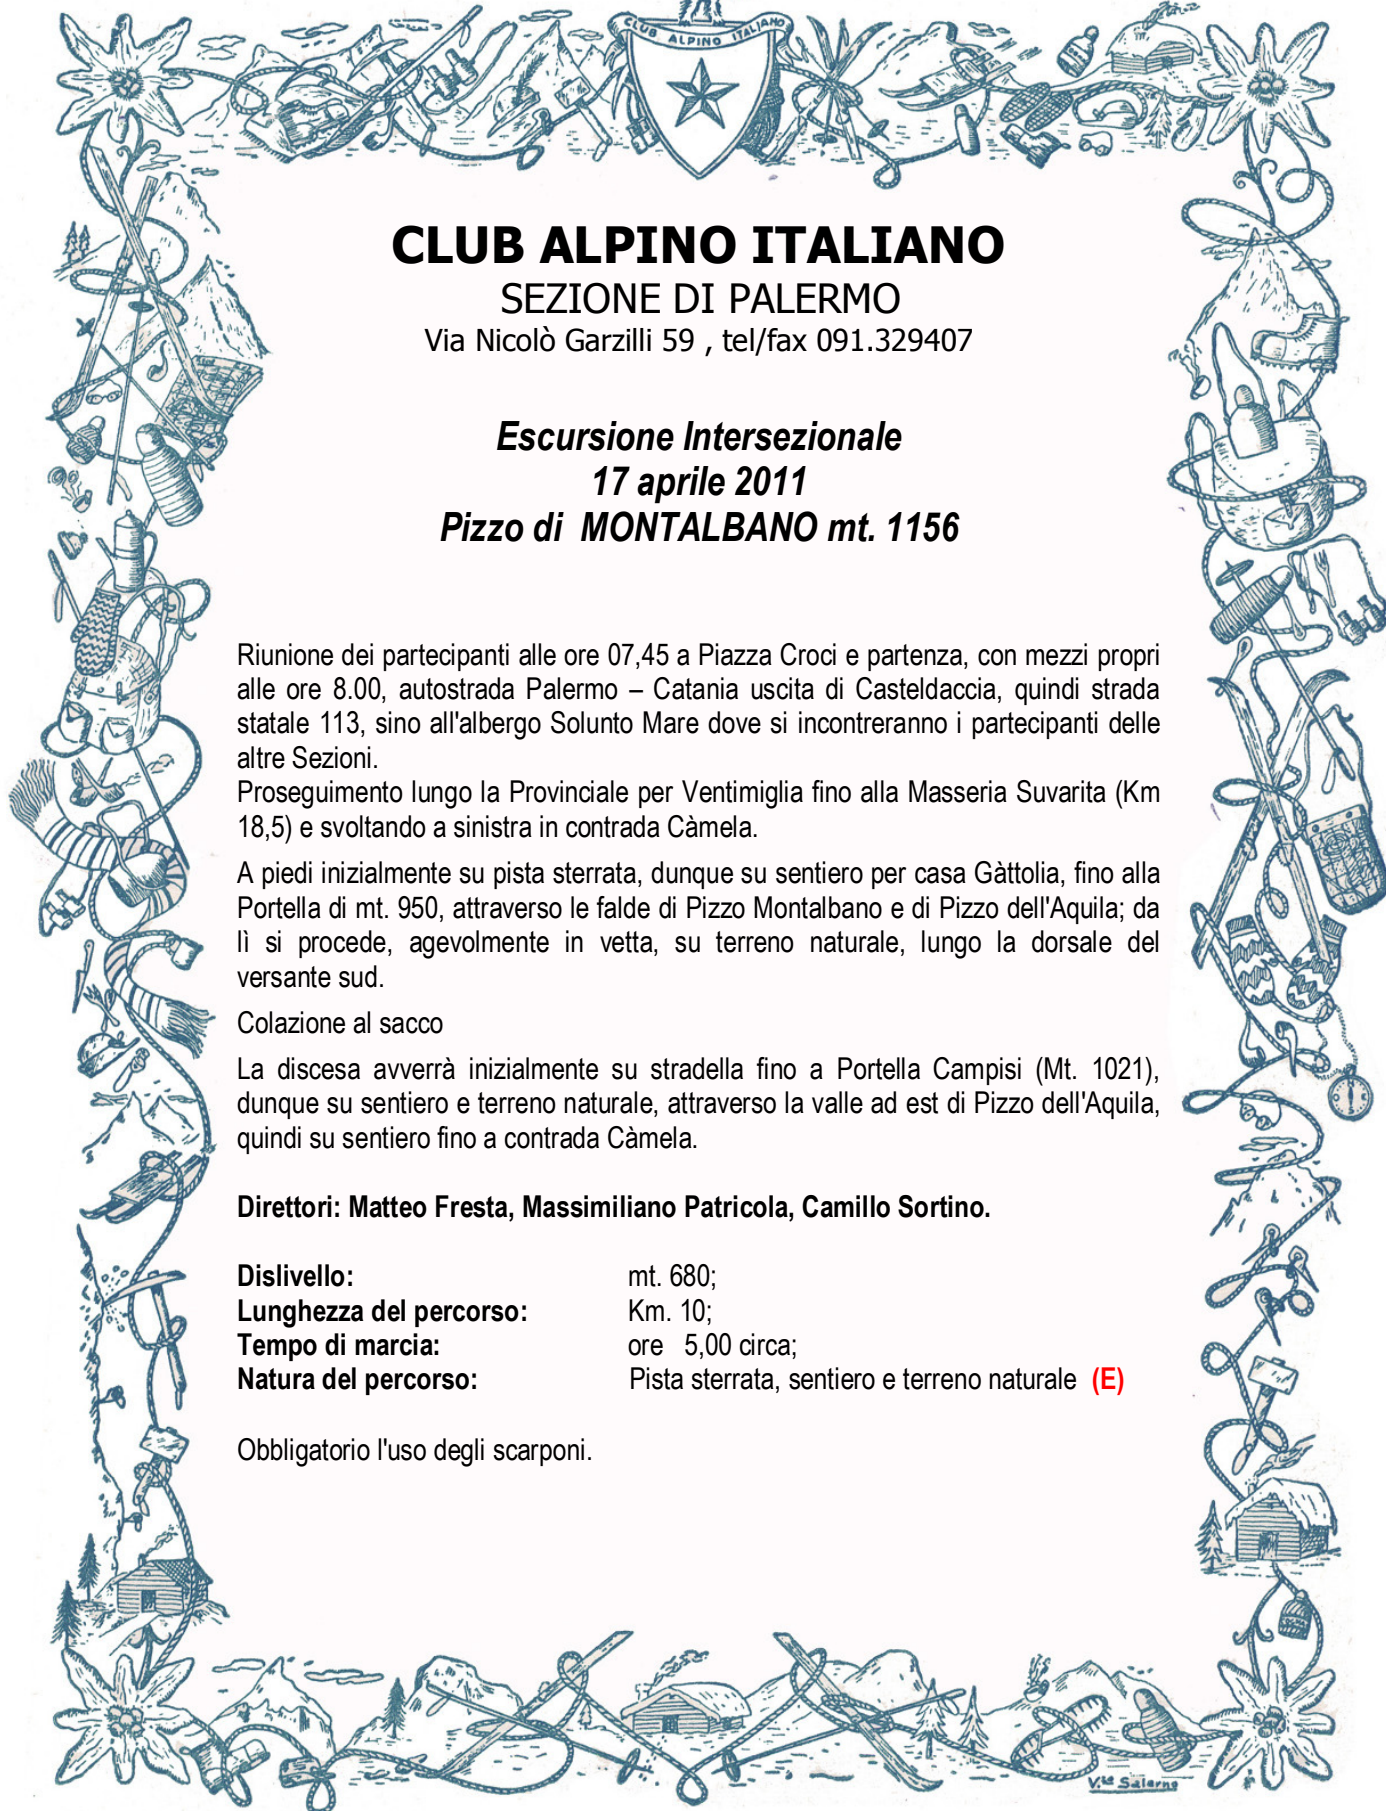 CLUB ALPINO ITALIANO
CLUB ALPINO ITALIANO
SEZIONE DI PALERMO
Via Nicolò Garzilli 59 , tel/fax 091.329407
Escursione Intersezionale
17 aprile 2011
Pizzo di MONTALBANO mt. 1156
Riunione dei partecipanti alle ore 07,45 a Piazza Croci e partenza, con mezzi propri
alle ore 8.00, autostrada Palermo – Catania uscita di Casteldaccia, quindi strada
statale 113, sino all'albergo Solunto Mare dove si incontreranno i partecipanti delle
altre Sezioni.
Proseguimento lungo la Provinciale per Ventimiglia fino alla Masseria Suvarita (Km
18,5) e svoltando a sinistra in contrada Càmela.
A piedi inizialmente su pista sterrata, dunque su sentiero per casa Gàttolia, fino alla
Portella di mt. 950, attraverso le falde di Pizzo Montalbano e di Pizzo dell'Aquila; da
lì si procede, agevolmente in vetta, su terreno naturale, lungo la dorsale del
versante sud.
Colazione al sacco
La discesa avverrà inizialmente su stradella fino a Portella Campisi (Mt. 1021),
dunque su sentiero e terreno naturale, attraverso la valle ad est di Pizzo dell'Aquila,
quindi su sentiero fino a contrada Càmela.
Direttori: Matteo Fresta, Massimiliano Patricola, Camillo Sortino.
Dislivello: mt. 680;
Lunghezza del percorso: Km. 10;
Tempo di marcia: ore 5,00 circa;
Natura del percorso: Pista sterrata, sentiero e terreno naturale (E)
Obbligatorio l'uso degli scarponi.
V.zo Salerno